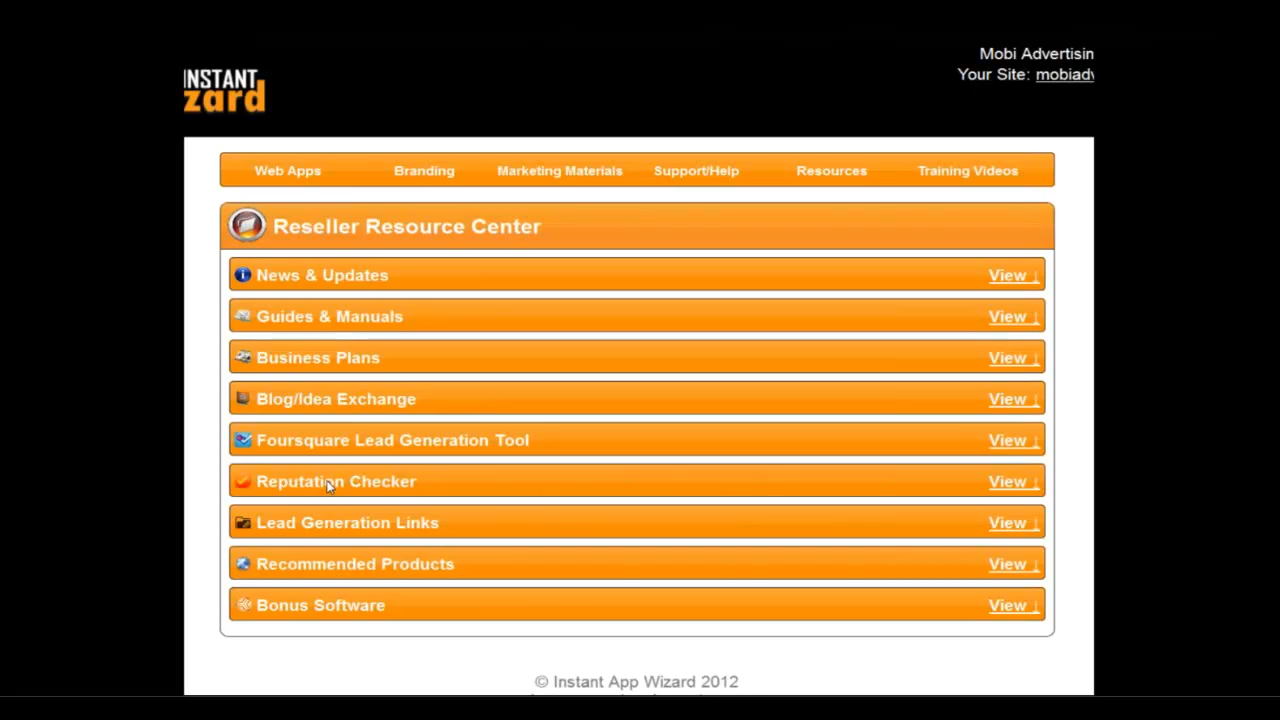 INSTANT
zard
Mobi Advertisin
Your Site: mobiadv
Web Apps Branding Marketing Materials Support/Help Resources Training Videos
Reseller Resource Center
News & Updates View ↓
Guides & Manuals View ↓
Business Plans View ↓
Blog/Idea Exchange View ↓
Foursquare Lead Generation Tool View ↓
Reputation Checker View ↓
Lead Generation Links View ↓
Recommended Products View ↓
Bonus Software View ↓
© Instant App Wizard 2012